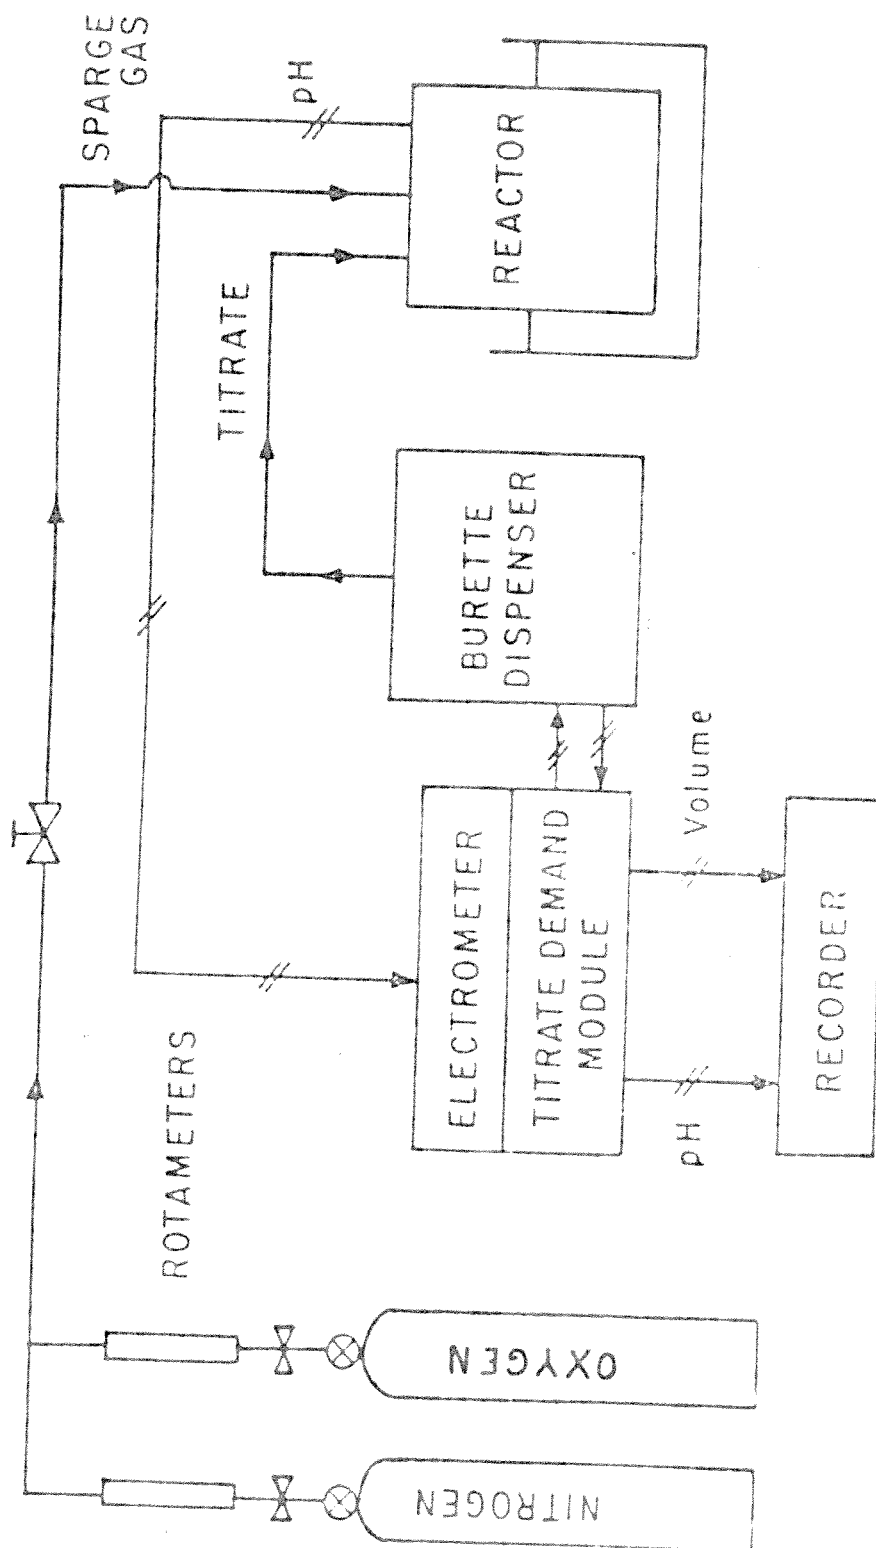 SPARGE
GAS
pH
TITRATE
REACTOR
BURETTE
DISPENSER
ELECTROMETER
TITRATE DEMAND
MODULE
Volume
pH
RECORDER
ROTAMETERS
OXYGEN
NITROGEN